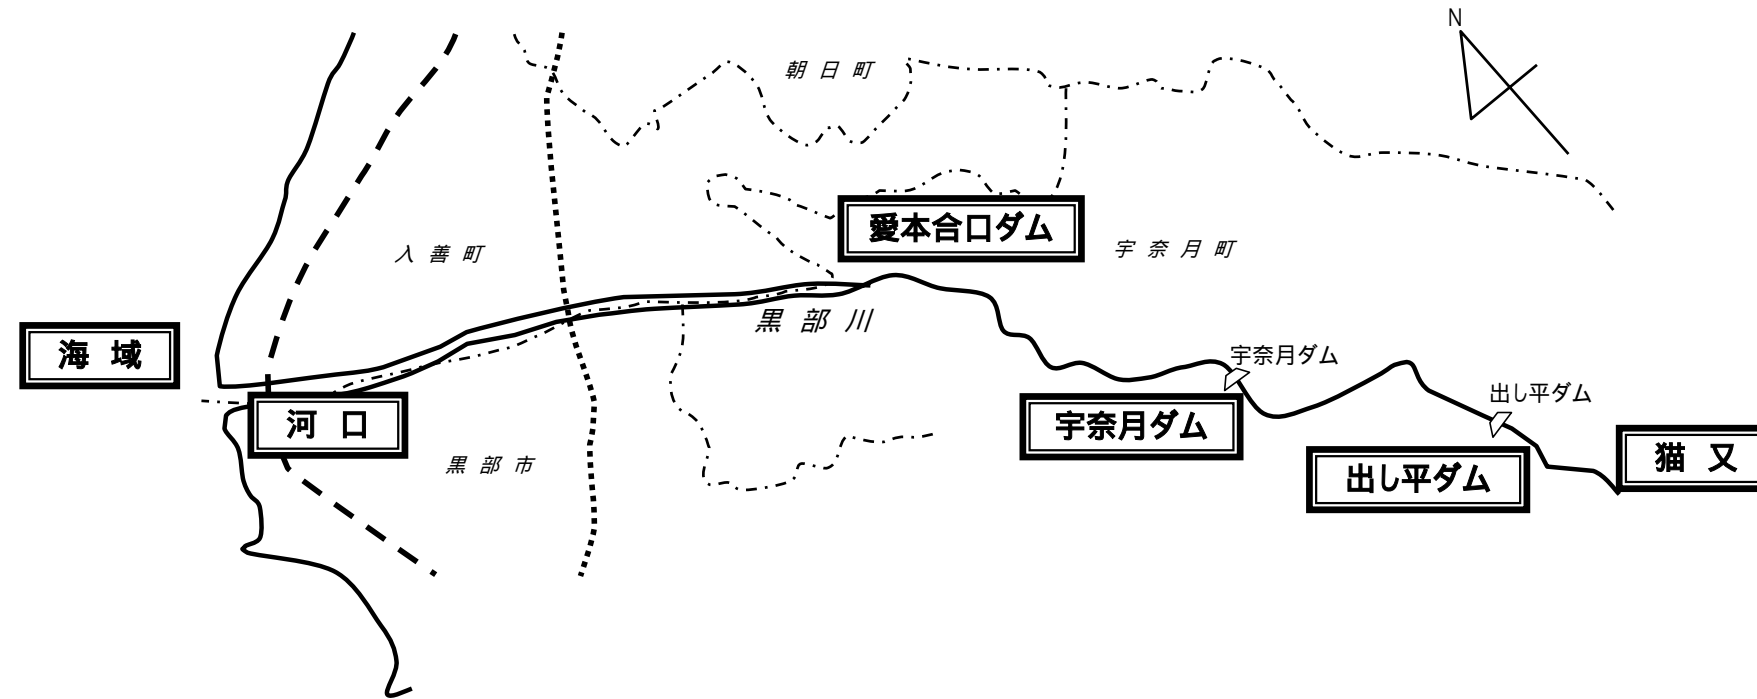 N
朝日町
愛本合口ダム
入善町
宇奈月町
黒部川
海域
宇奈月ダム
出し平ダム
河口
宇奈月ダム
黒部市
猫又
出し平ダム